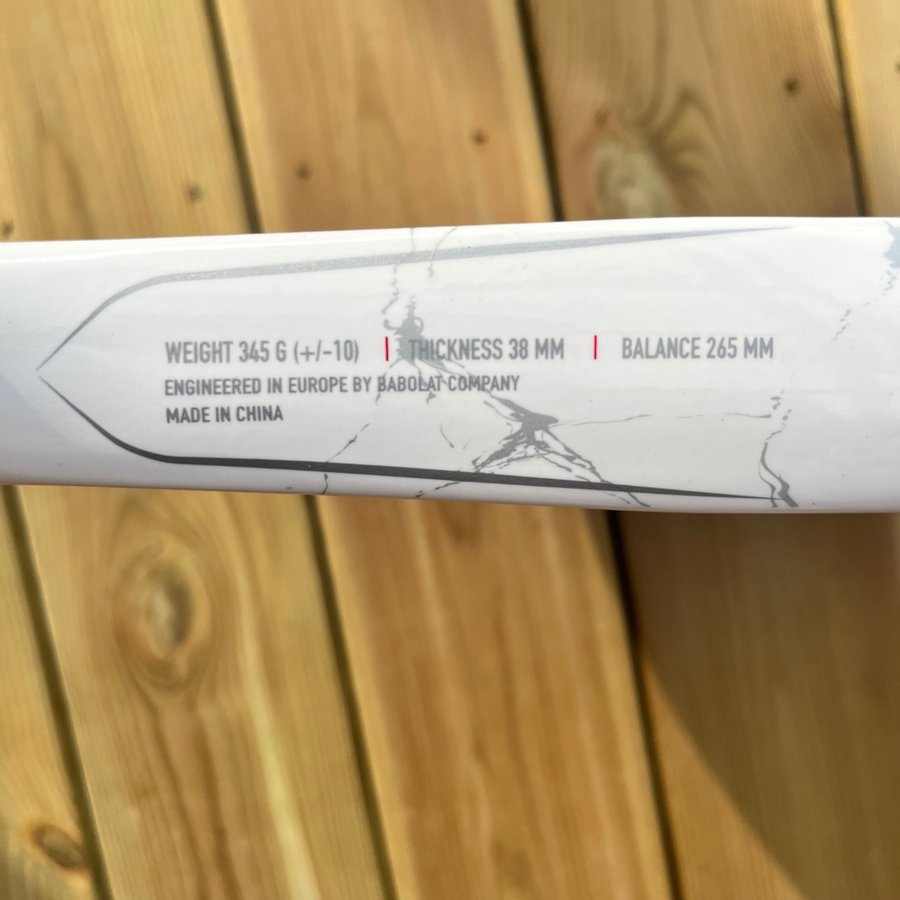 WEIGHT 345 G (+/-10) | THICKNESS 38 MM | BALANCE 265 MM
ENGINEERED IN EUROPE BY BABOLAT COMPANY
MADE IN CHINA